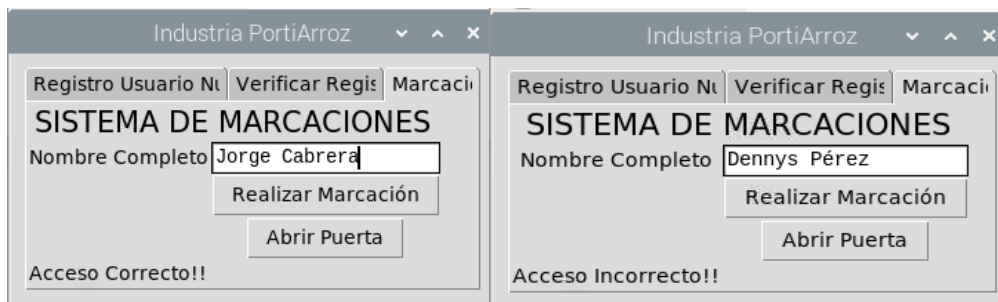 Industria PortiArroz
Registro Usuario Nu Verificar Regis Marcaci
SISTEMA DE MARCACIONES
Nombre Completo Jorge Cabrera
Realizar Marcación
Abrir Puerta
Acceso Correcto!!
Industria PortiArroz
Registro Usuario Nu Verificar Regis Marcaci
SISTEMA DE MARCACIONES
Nombre Completo Dennys Pérez
Realizar Marcación
Abrir Puerta
Acceso Incorrecto!!